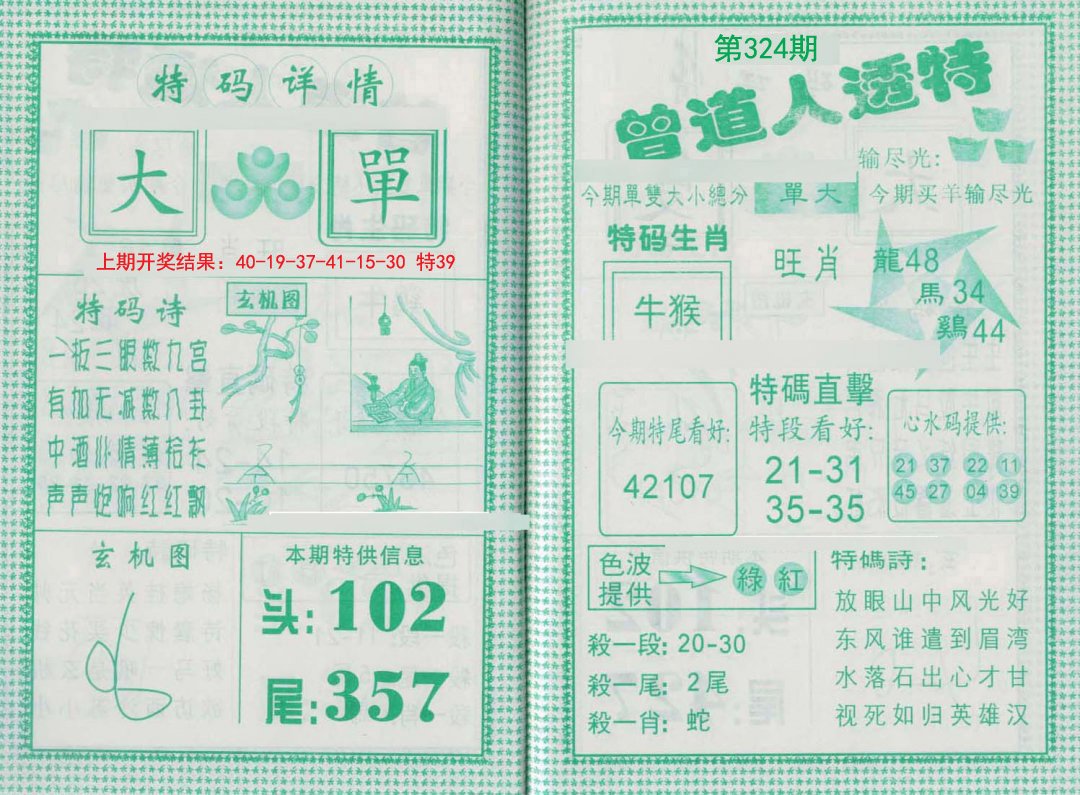 特码详情
大 單
上期开奖结果：40-19-37-41-15-30 特39
特码诗
一扳三眼数九宫
有加无减数八卦
中酒心情薄拾衫
声声炮响红红飘
玄机图
玄机图
本期特供信息
头:102
尾:357
第324期
曾道人透特
输尽光:
今期單雙大小總分 單大 今期买羊输尽光
特码生肖
牛猴
旺肖
龍48
馬34
鷄44
今期特尾看好:
42107
特碼直擊
特段看好:
21-31
35-35
心水码提供:
21 37 22 11
45 27 04 39
色波
提供
綠 紅
殺一段: 20-30
殺一尾: 2尾
殺一肖: 蛇
特碼詩:
放眼山中风光好
东风谁遣到眉湾
水落石出心才甘
视死如归英雄汉